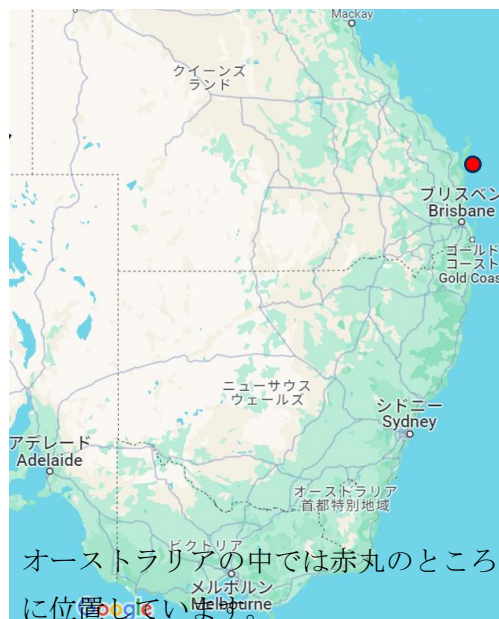 Mackay
クイーンズ
ランド
ブリスベン
Brisbane
ゴールド
コースト
Gold Coas
ニューサウス
ウェールズ
シドニー
Sydney
アデレード
Adelaide
オーストラリア
首都特別地域
ビクトリア
オーストラリアの中では赤丸のところ
メルボルン
Melbourne
に位置しています。
Google